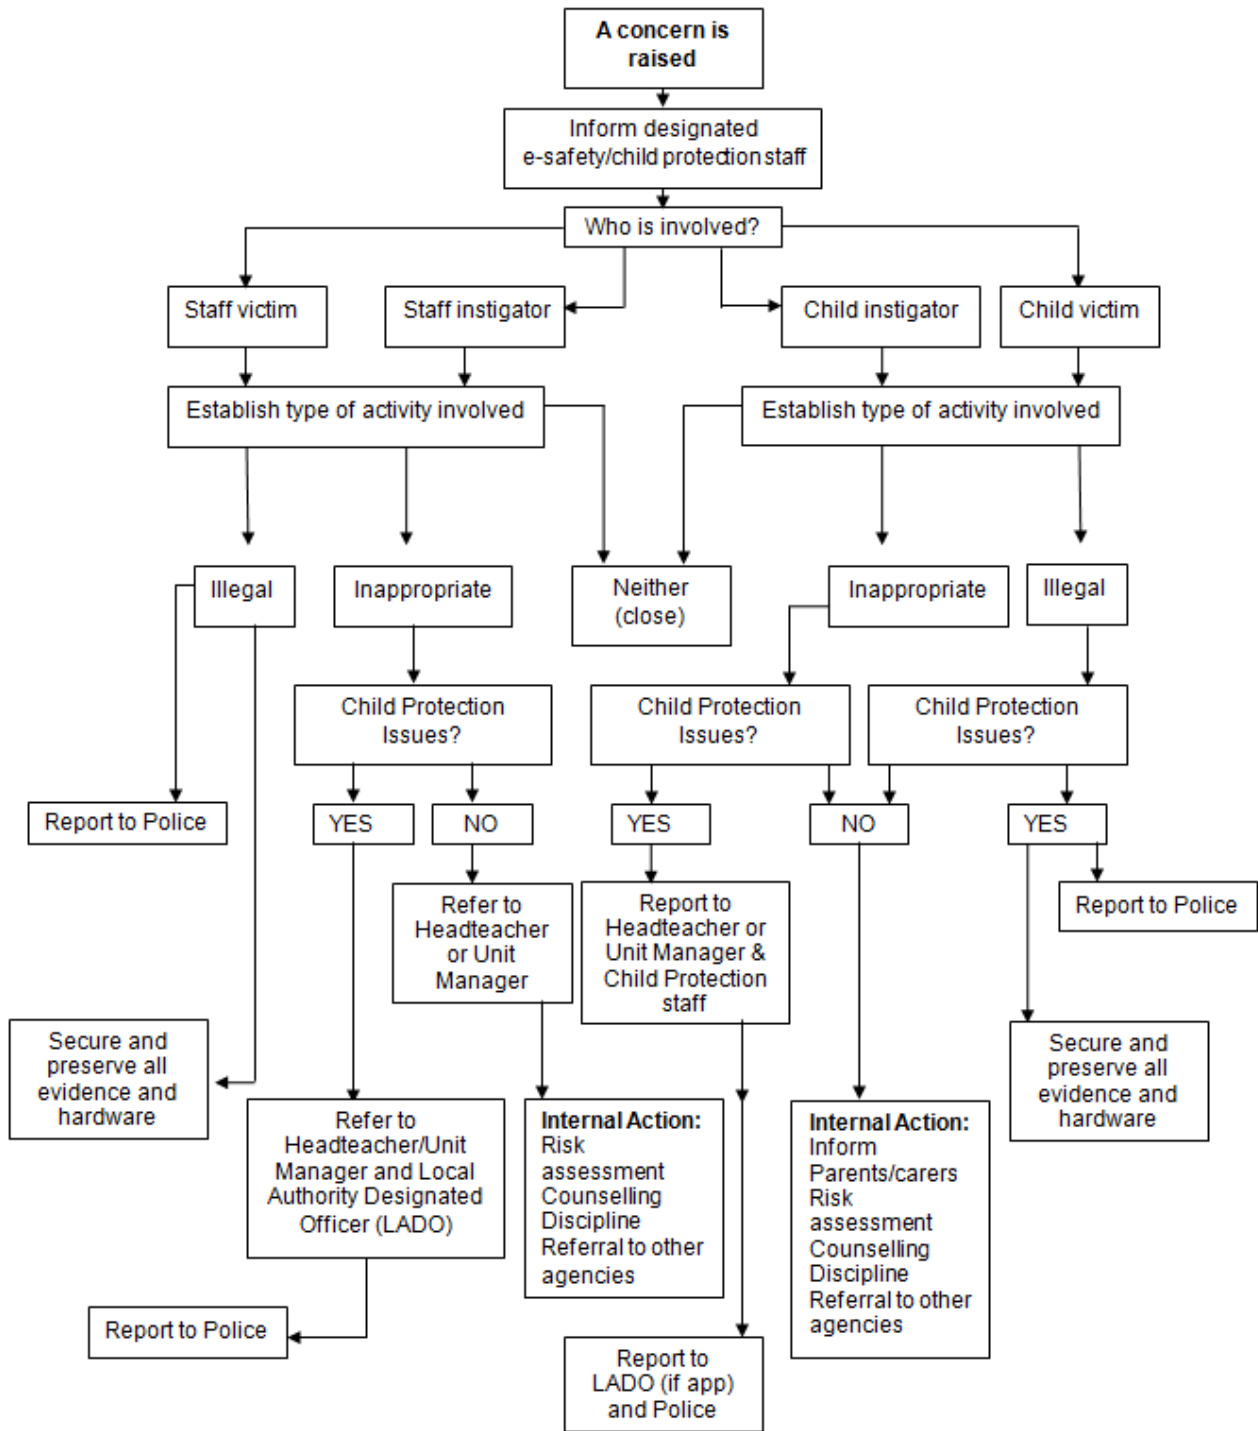 A concern is
raised
Inform designated
e-safety/child protection staff
Who is involved?
Staff victim
Staff instigator
Child instigator
Child victim
Establish type of activity involved
Establish type of activity involved
Illegal
Inappropriate
Neither
(close)
Inappropriate
Illegal
Child Protection
Issues?
Child Protection
Issues?
Child Protection
Issues?
Report to Police
YES
NO
YES
NO
YES
Refer to
Headteacher
or Unit
Manager
Report to
Headteacher or
Unit Manager &
Child Protection
staff
Report to Police
Secure and
preserve all
evidence and
hardware
Secure and
preserve all
evidence and
hardware
Refer to
Headteacher/Unit
Manager and Local
Authority Designated
Officer (LADO)
Internal Action:
Risk
assessment
Counselling
Discipline
Referral to other
agencies
Internal Action:
Inform
Parents/carers
Risk
assessment
Counselling
Discipline
Referral to other
agencies
Report to Police
Report to
LADO (if app)
and Police